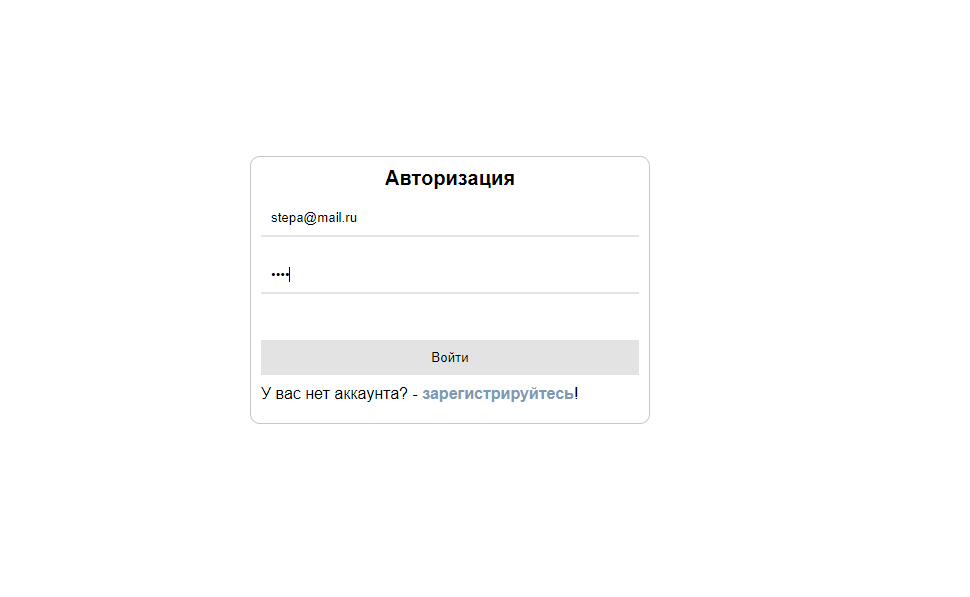 Авторизация
stepa@mail.ru
••••
Войти
У вас нет аккаунта? - зарегистрируйтесь!